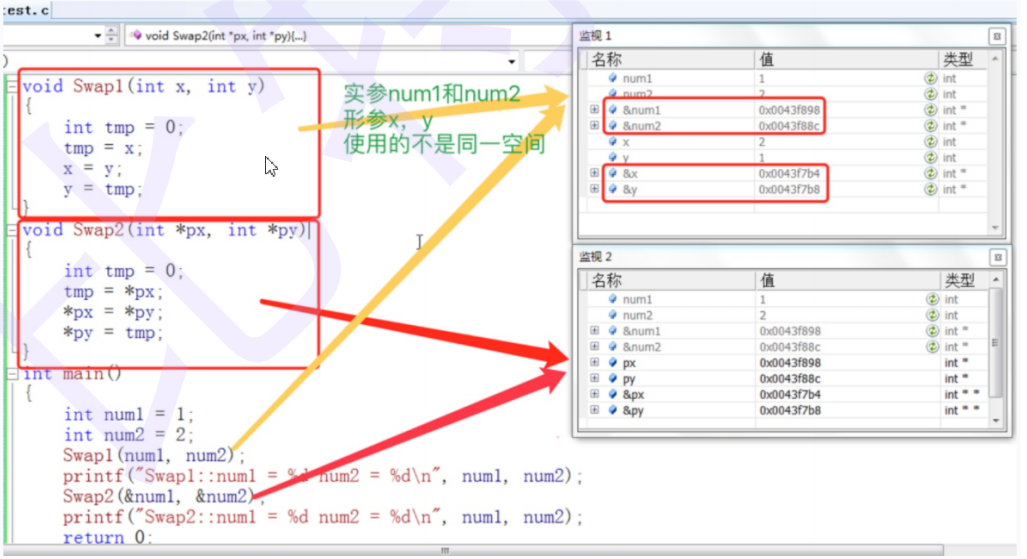 test.c
void Swap2(int *px, int *py){...}
)
void Swap1(int x, int y)
{
int tmp = 0;
tmp = x;
x = y;
y = tmp;
}
void Swap2(int *px, int *py)
{
int tmp = 0;
tmp = *px;
*px = *py;
*py = tmp;
}
int main()
{
int num1 = 1;
int num2 = 2;
Swap1(num1, num2);
printf("Swap1::num1 = %d num2 = %d\n", num1, num2);
Swap2(&num1, &num2);
printf("Swap2::num1 = %d num2 = %d\n", num1, num2);
return 0;
实参num1和num2
形参x，y
使用的不是同一空间
监视 1
名称 值 类型
num1 1 int
num2 2 int
&num1 0x0043f898 int *
&num2 0x0043f88c int *
x 2 int
y 1 int
&x 0x0043f7b4 int *
&y 0x0043f7b8 int *
监视 2
名称 值 类型
num1 1 int
num2 2 int
&num1 0x0043f898 int *
&num2 0x0043f88c int *
px 0x0043f898 int *
py 0x0043f88c int *
&px 0x0043f7b4 int * *
&py 0x0043f7b8 int * *